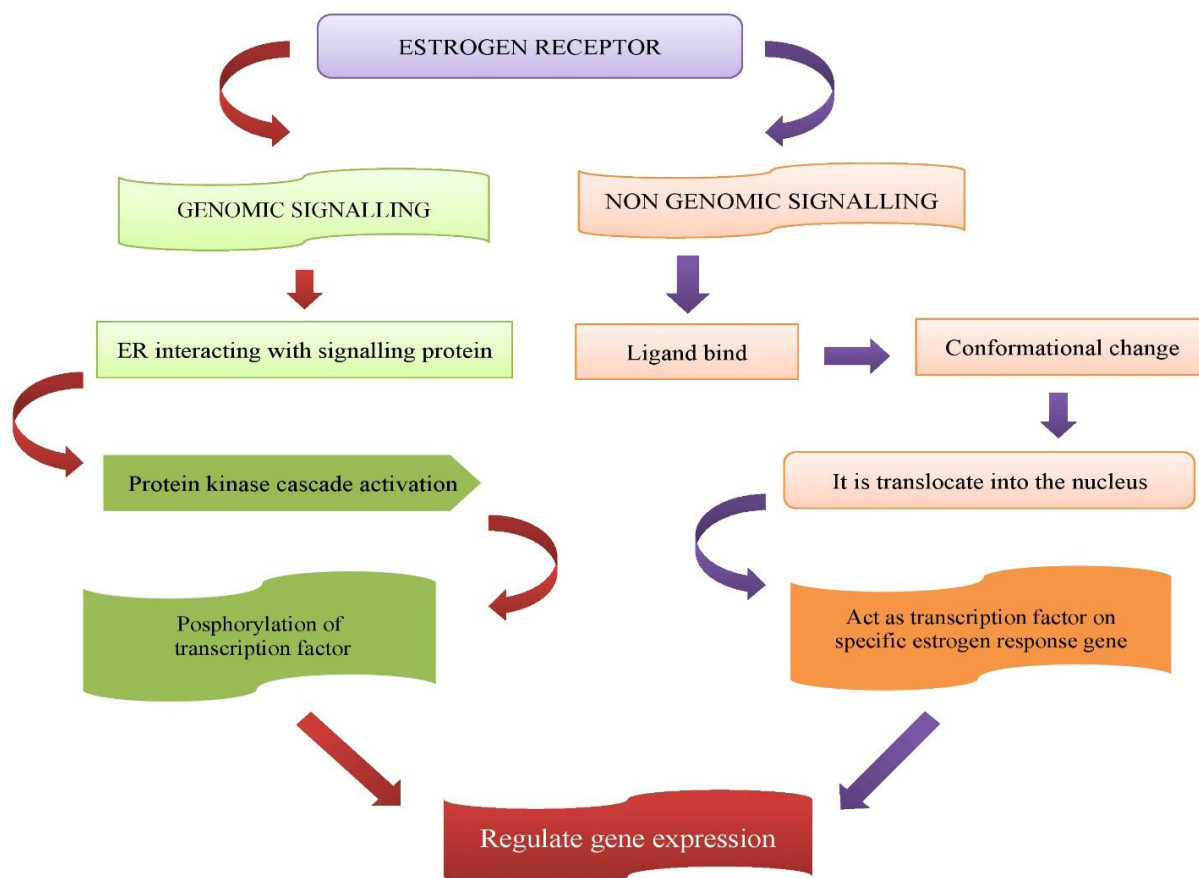 ESTROGEN RECEPTOR
GENOMIC SIGNALLING
NON GENOMIC SIGNALLING
ER interacting with signalling protein
Ligand bind
Conformational change
Protein kinase cascade activation
It is translocate into the nucleus
Posphorylation of
transcription factor
Act as transcription factor on
specific estrogen response gene
Regulate gene expression